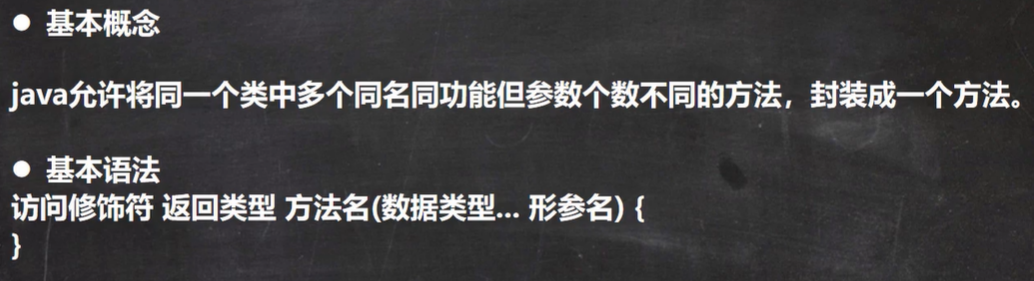 ● 基本概念
java允许将同一个类中多个同名同功能但参数个数不同的方法，封装成一个方法。
● 基本语法
访问修饰符 返回类型 方法名(数据类型... 形参名) {
}